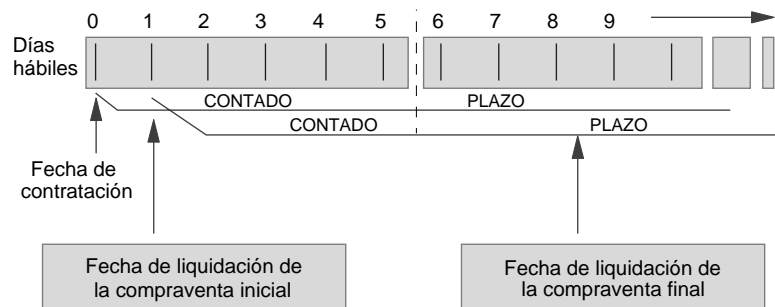 0 1 2 3 4 5 6 7 8 9
Días
hábiles
CONTADO PLAZO
CONTADO PLAZO
Fecha de
contratación
Fecha de liquidación de
la compraventa inicial
Fecha de liquidación de
la compraventa final